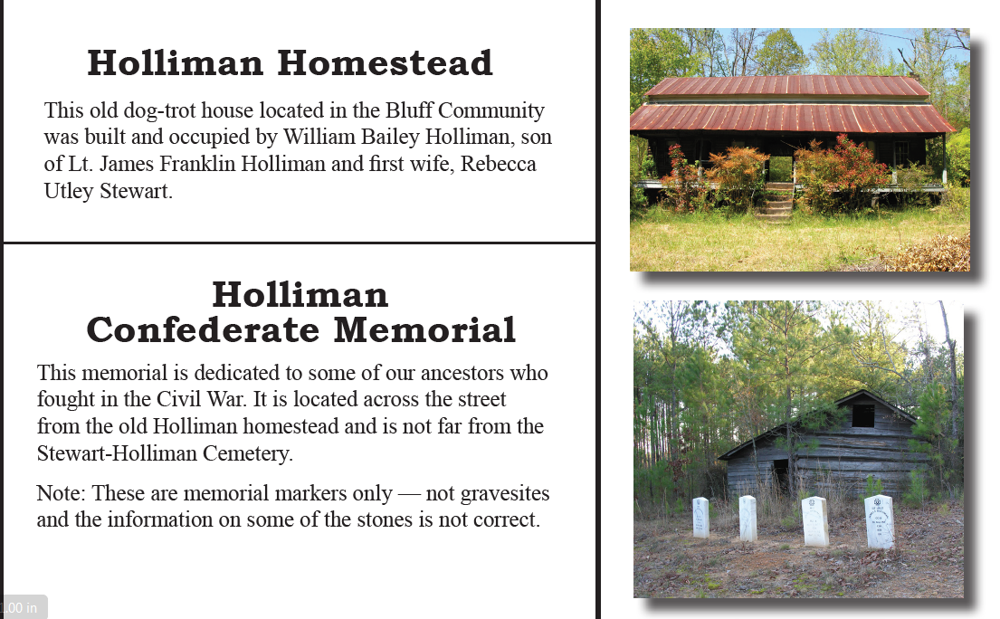 Holliman Homestead
This old dog-trot house located in the Bluff Community
was built and occupied by William Bailey Holliman, son
of Lt. James Franklin Holliman and first wife, Rebecca
Utley Stewart.
Holliman
Confederate Memorial
This memorial is dedicated to some of our ancestors who
fought in the Civil War. It is located across the street
from the old Holliman homestead and is not far from the
Stewart-Holliman Cemetery.
Note: These are memorial markers only — not gravesites
and the information on some of the stones is not correct.
1.00 in